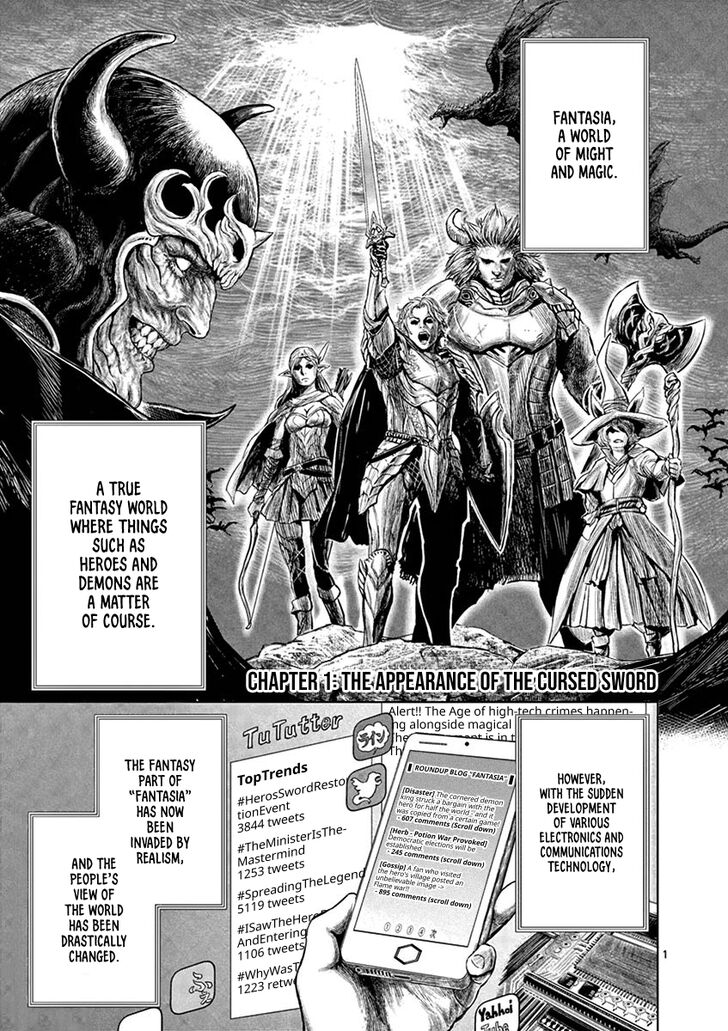 FANTASIA,
A WORLD
OF MIGHT
AND MAGIC.
A TRUE
FANTASY WORLD
WHERE THINGS
SUCH AS
HEROES AND
DEMONS ARE
A MATTER
OF COURSE.
CHAPTER 1: THE APPEARANCE OF THE CURSED SWORD
HOWEVER,
WITH THE SUDDEN
DEVELOPMENT
OF VARIOUS
ELECTRONICS AND
COMMUNICATIONS
TECHNOLOGY,
Alert!! The Age of high-tech crimes happen-
ing alongside magical
ROUNDUP BLOG "FANTASIA"
[Disaster] The cornered demon
king struck a bargain with the
hero for half the world, and it
was copied from a certain game!
- 607 comments (Scroll down)
[Herb - Potion War Provoked]
Democratic elections will be
established.
- 245 comments (scroll down)
[Gossip] A fan who visited
the hero's village posted an
unbelievable image ->
Flame war!!
- 895 comments (scroll down)
TuTutter
ライン
TopTrends
#HerosSwordResto
tionEvent
3844 tweets
#TheMinisterIsThe-
Mastermind
1253 tweets
#SpreadingTheLegend
5119 tweets
#ISawTheHero
AndEntering
1106 tweets
#WhyWasT
1223 retw
THE FANTASY
PART OF
"FANTASIA"
HAS NOW
BEEN
INVADED BY
REALISM,
AND THE
PEOPLE'S
VIEW OF
THE WORLD
HAS BEEN
DRASTICALLY
CHANGED.
Yahhoi
1